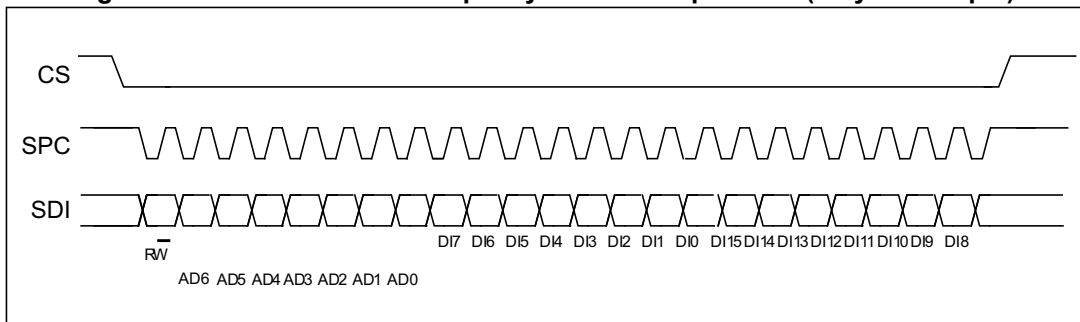 CS
SPC
SDI
RW
DI7 DI6 DI5 DI4 DI3 DI2 DI1 DI0 DI15 DI14 DI13 DI12 DI11 DI10 DI9 DI8
AD6 AD5 AD4 AD3 AD2 AD1 AD0